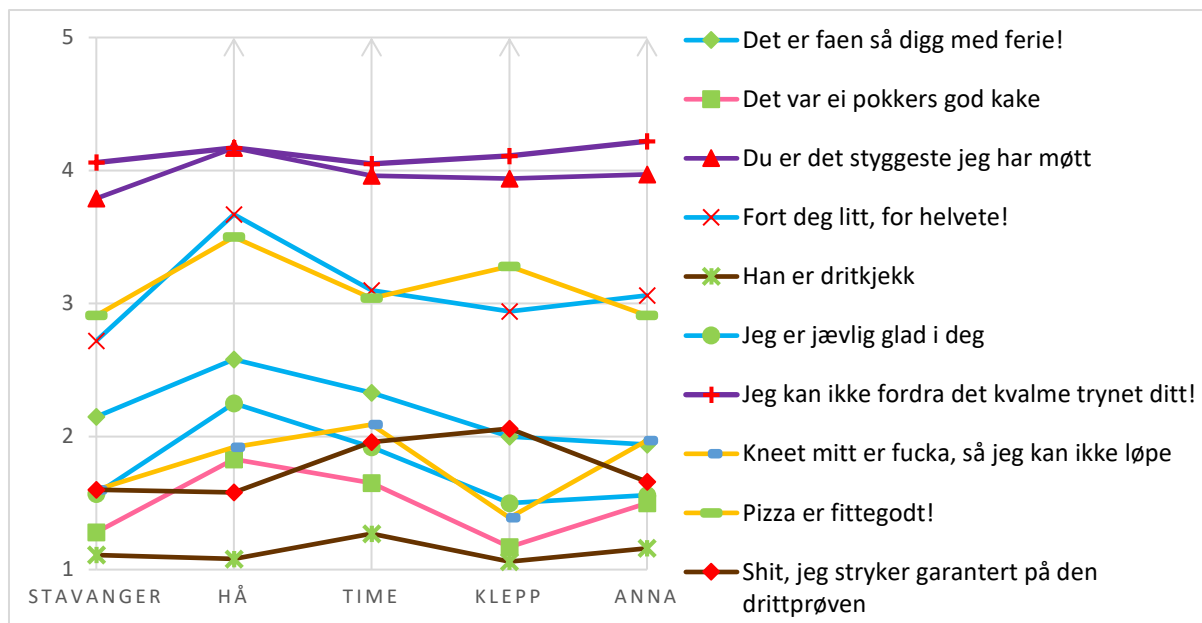 5
4
3
2
1
STAVANGER HÅ TIME KLEPP ANNA
Det er faen så digg med ferie!
Det var ei pokkers god kake
Du er det styggeste jeg har møtt
Fort deg litt, for helvete!
Han er dritkjekk
Jeg er jævlig glad i deg
Jeg kan ikke fordra det kvalme trynet ditt!
Kneet mitt er fucka, så jeg kan ikke løpe
Pizza er fittegodt!
Shit, jeg stryker garantert på den
drittprøven